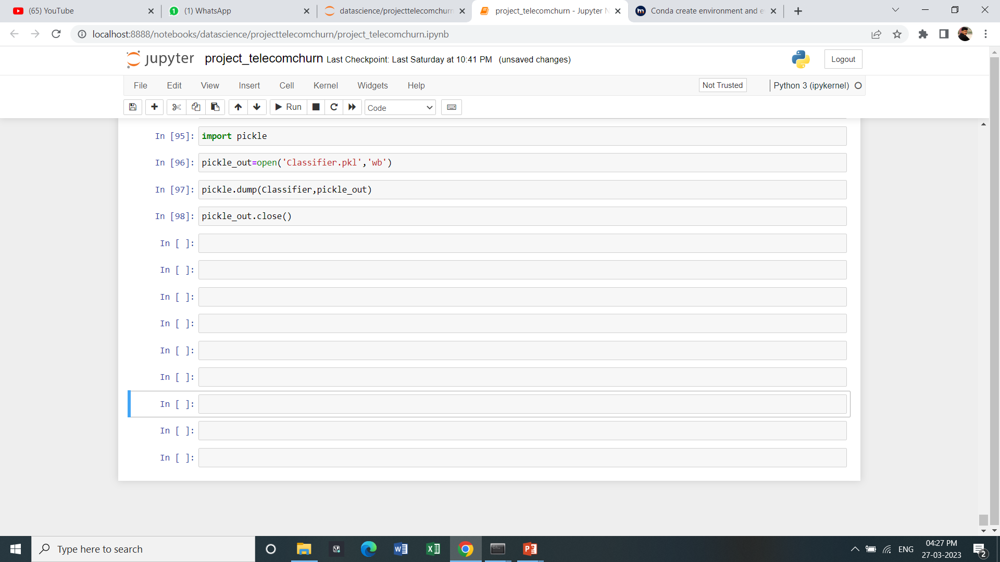 (65) YouTube
(1) WhatsApp
datascience/projecttelecomchurn
project_telecomchurn - Jupyter N
Conda create environment and e
localhost:8888/notebooks/datascience/projecttelecomchurn/project_telecomchurn.ipynb
jupyter project_telecomchurn Last Checkpoint: Last Saturday at 10:41 PM (unsaved changes)
Logout
File Edit View Insert Cell Kernel Widgets Help
Not Trusted
Python 3 (ipykernel)
Run
Code
In [95]: import pickle
In [96]: pickle_out=open('Classifier.pkl','wb')
In [97]: pickle.dump(Classifier,pickle_out)
In [98]: pickle_out.close()
In [ ]:
In [ ]:
In [ ]:
In [ ]:
In [ ]:
In [ ]:
In [ ]:
In [ ]:
In [ ]:
Type here to search
ENG
04:27 PM
27-03-2023
2